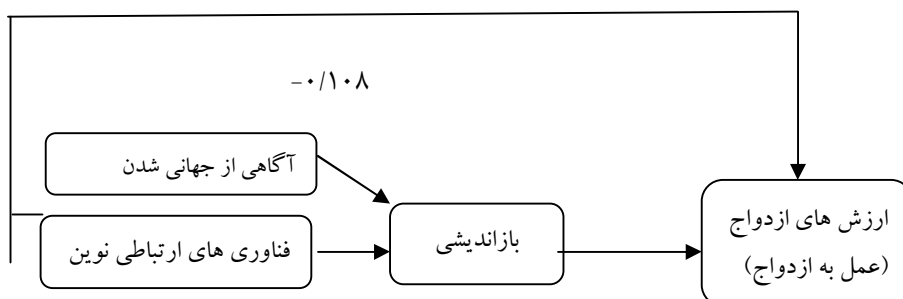 -۰/۱۰۸
آگاهی از جهانی شدن
فناوری های ارتباطی نوین
بازاندیشی
ارزش های ازدواج
(عمل به ازدواج)